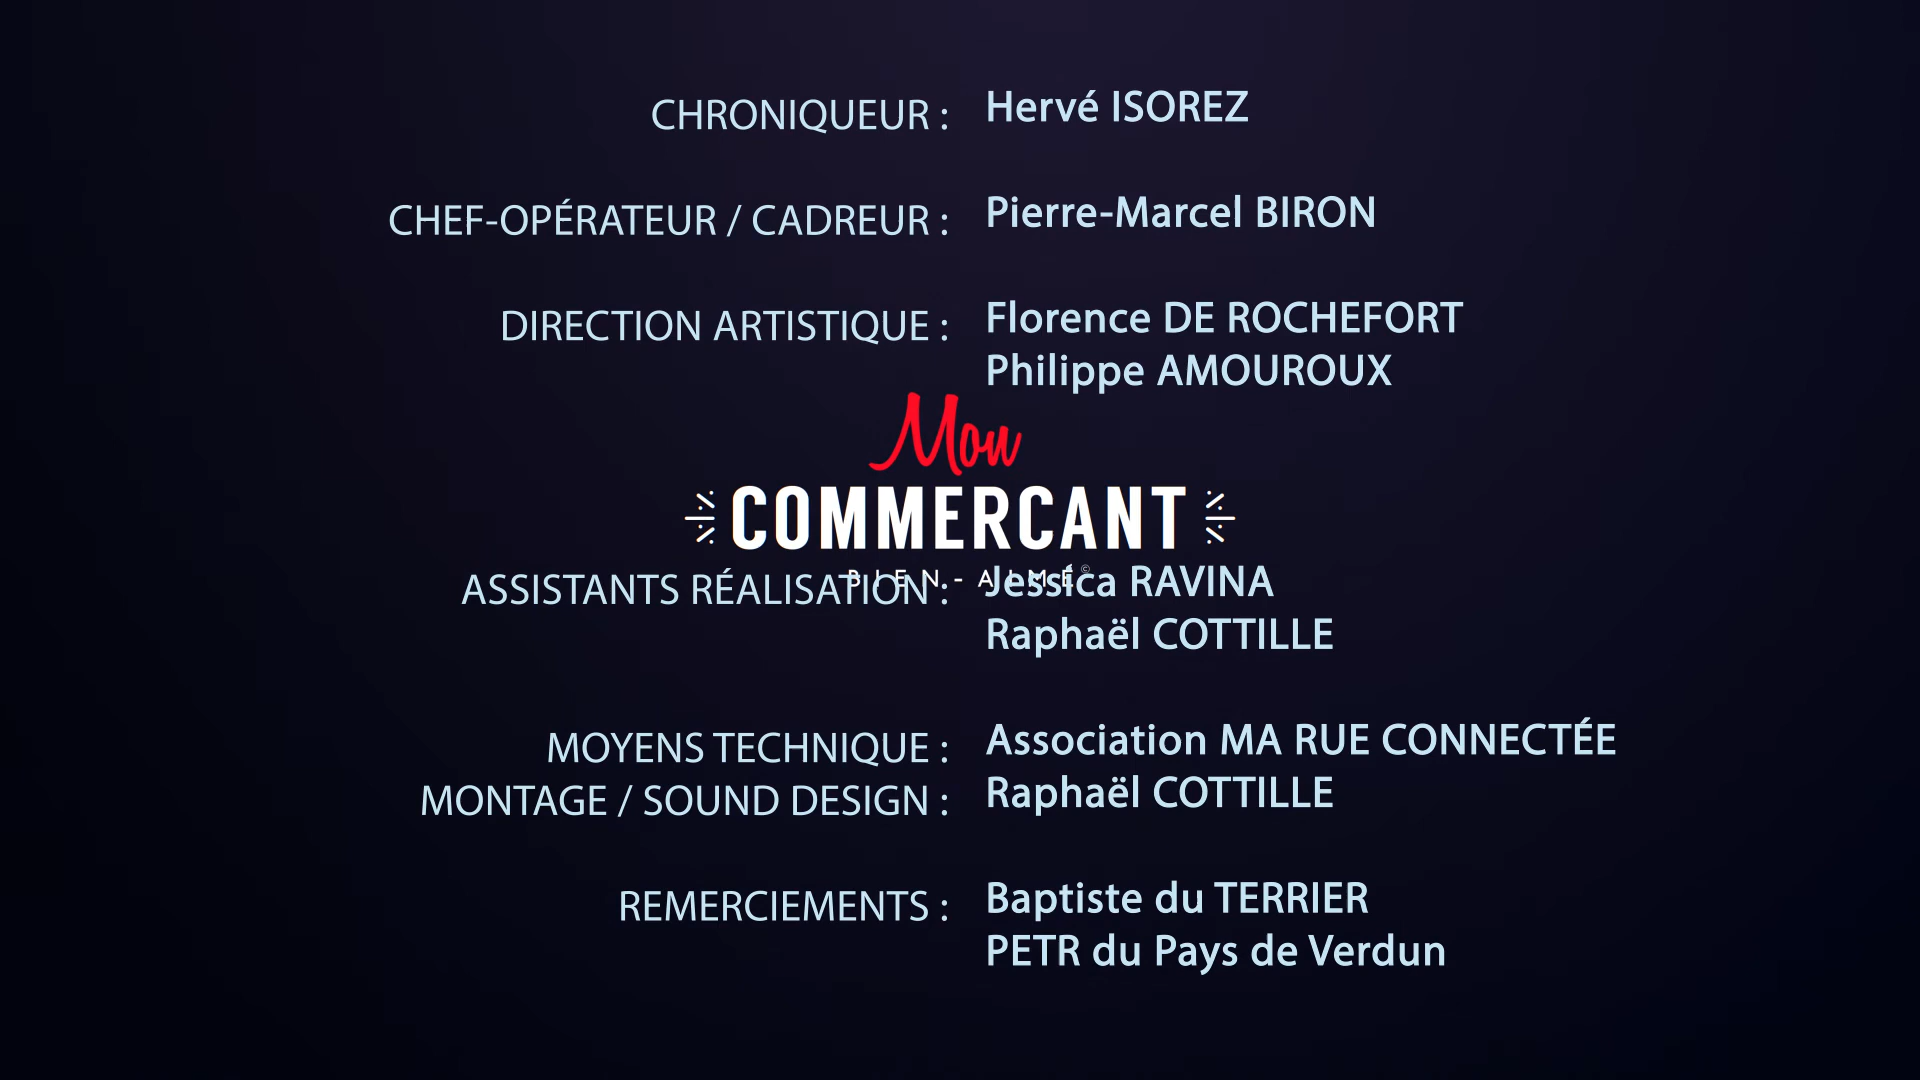 CHRONIQUEUR : Hervé ISOREZ
CHEF-OPÉRATEUR / CADREUR : Pierre-Marcel BIRON
DIRECTION ARTISTIQUE : Florence DE ROCHEFORT
Philippe AMOUROUX
Mon
COMMERCANT
BIEN-AIMÉ©
ASSISTANTS RÉALISATION : Jessica RAVINA
Raphaël COTTILLE
MOYENS TECHNIQUE : Association MA RUE CONNECTÉE
MONTAGE / SOUND DESIGN : Raphaël COTTILLE
REMERCIEMENTS : Baptiste du TERRIER
PETR du Pays de Verdun